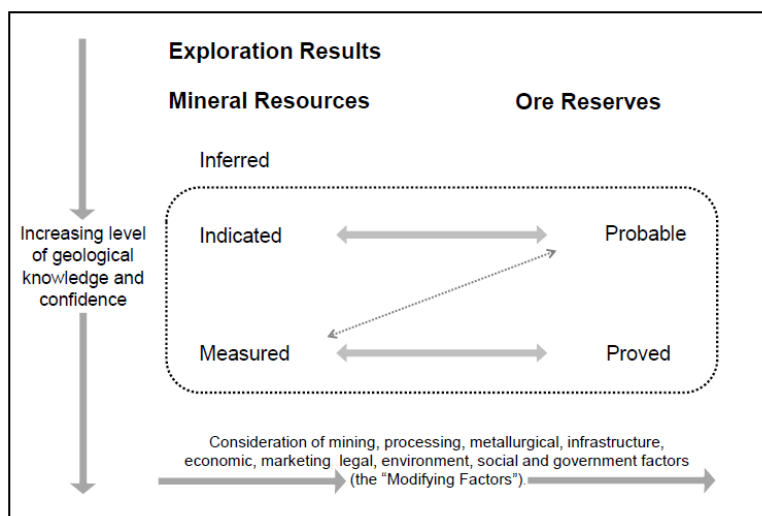 Exploration Results
Mineral Resources
Ore Reserves
Inferred
Indicated
Probable
Increasing level
of geological
knowledge and
confidence
Measured
Proved
Consideration of mining, processing, metallurgical, infrastructure,
economic, marketing legal, environment, social and government factors
(the “Modifying Factors”).